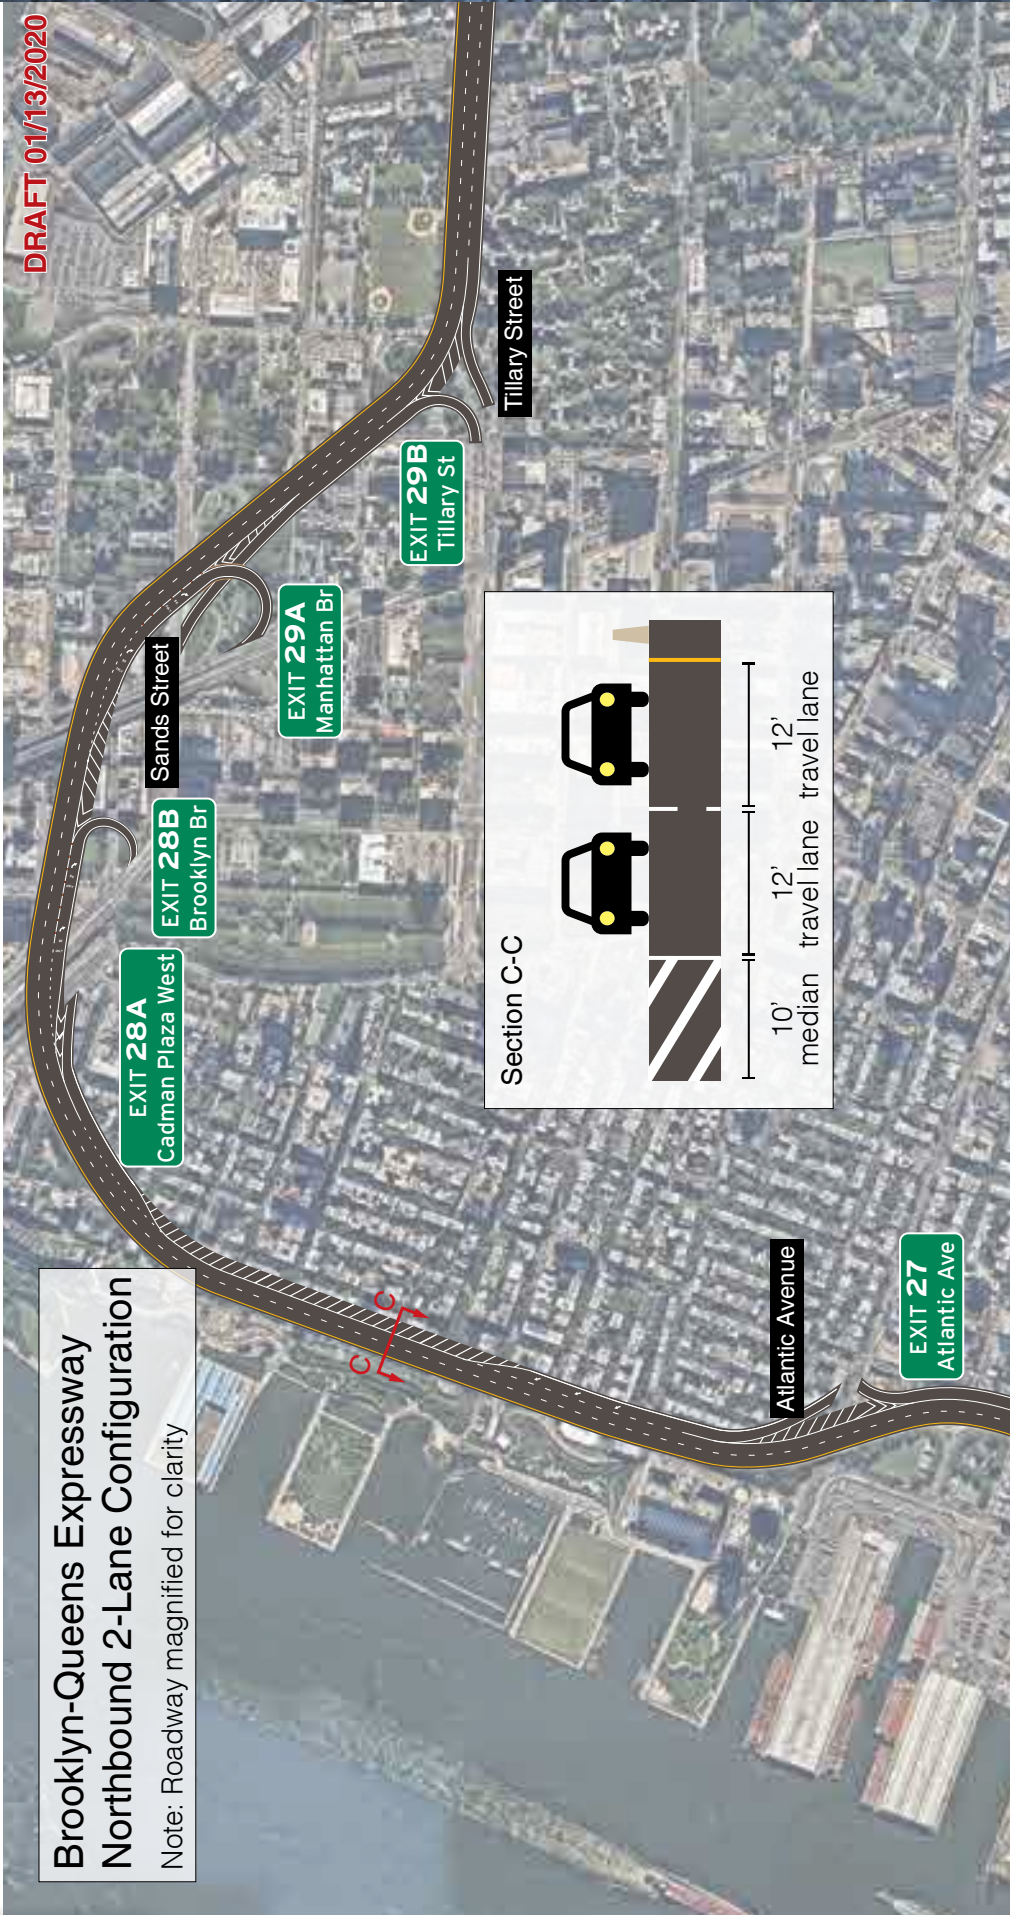 DRAFT 01/13/2020
Brooklyn-Queens Expressway
Northbound 2-Lane Configuration
Note: Roadway magnified for clarity
EXIT 28A
Cadman Plaza West
EXIT 28B
Brooklyn Br
Sands Street
EXIT 29A
Manhattan Br
EXIT 29B
Tillary St
Tillary Street
C
C
Section C-C
10'
median
12'
travel lane
12'
travel lane
Atlantic Avenue
EXIT 27
Atlantic Ave